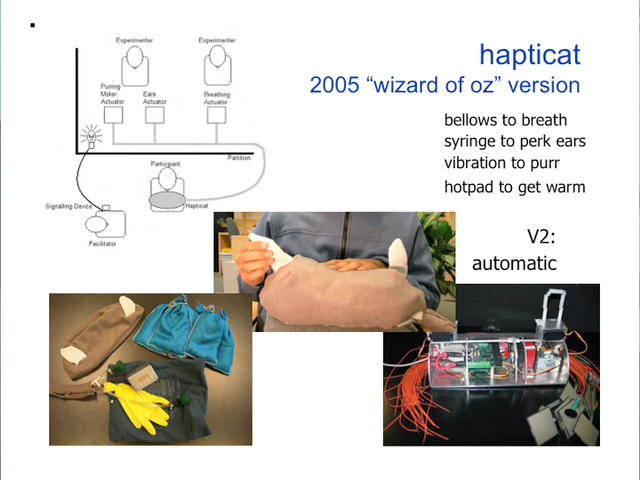 hapticat
2005 “wizard of oz” version
bellows to breath
syringe to perk ears
vibration to purr
hotpad to get warm
V2:
automatic
Experimenter
Experimenter
Purring
Motor
Actuator
Ears
Actuator
Breathing
Actuator
Partition
Participant
Hapticat
Signalling Device
Facilitator